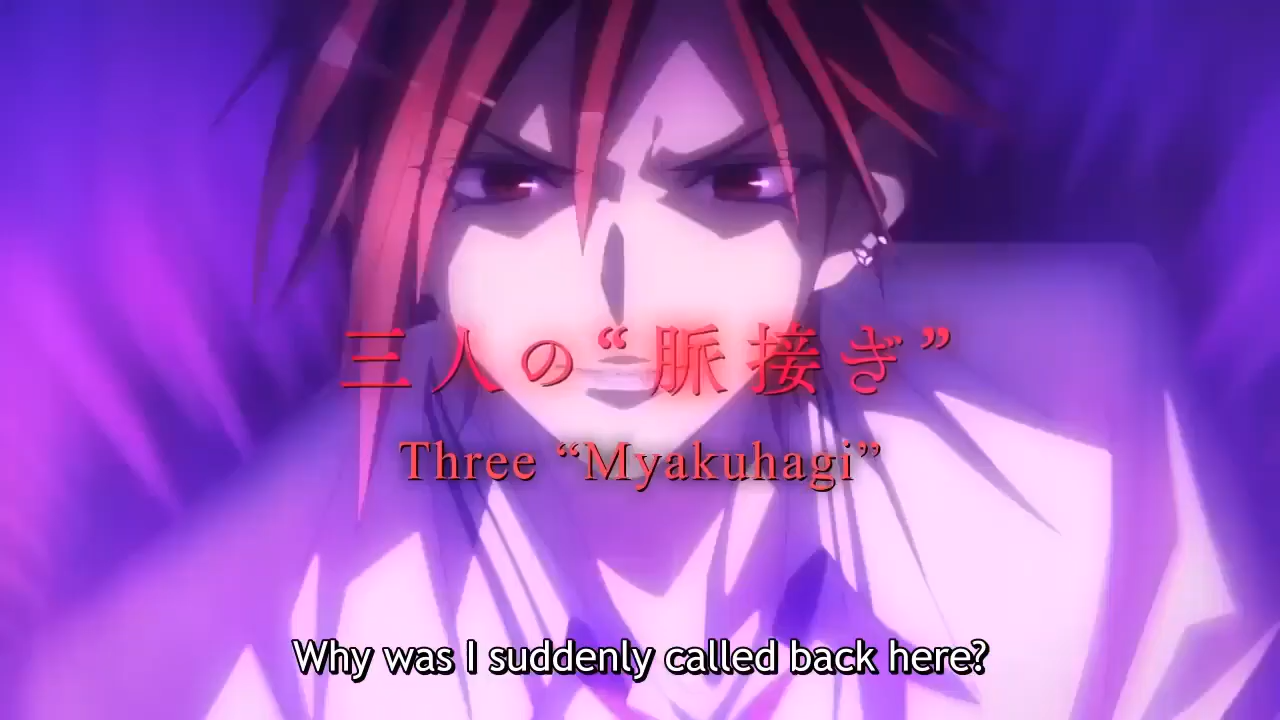 三人の“脈接ぎ”
Three “Myakuhagi”
Why was I suddenly called back here?